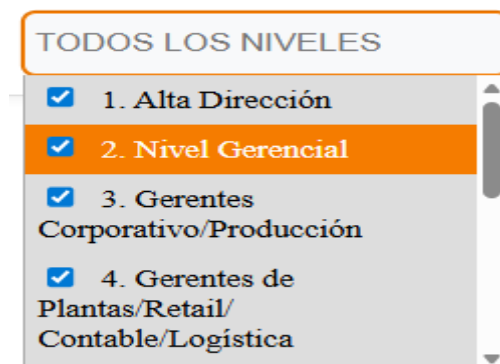 TODOS LOS NIVELES
1. Alta Dirección
2. Nivel Gerencial
3. Gerentes
Corporativo/Producción
4. Gerentes de
Plantas/Retail/
Contable/Logística